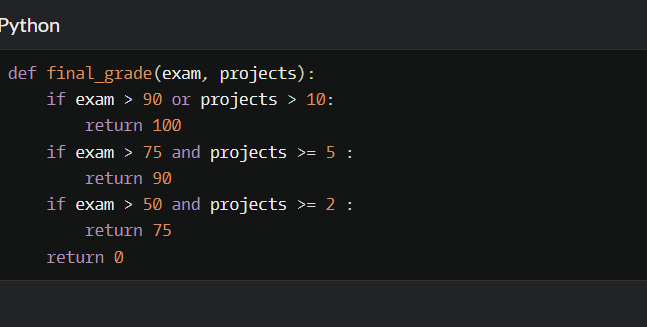 Python
def final_grade(exam, projects):
    if exam > 90 or projects > 10:
        return 100
    if exam > 75 and projects >= 5 :
        return 90
    if exam > 50 and projects >= 2 :
        return 75
    return 0